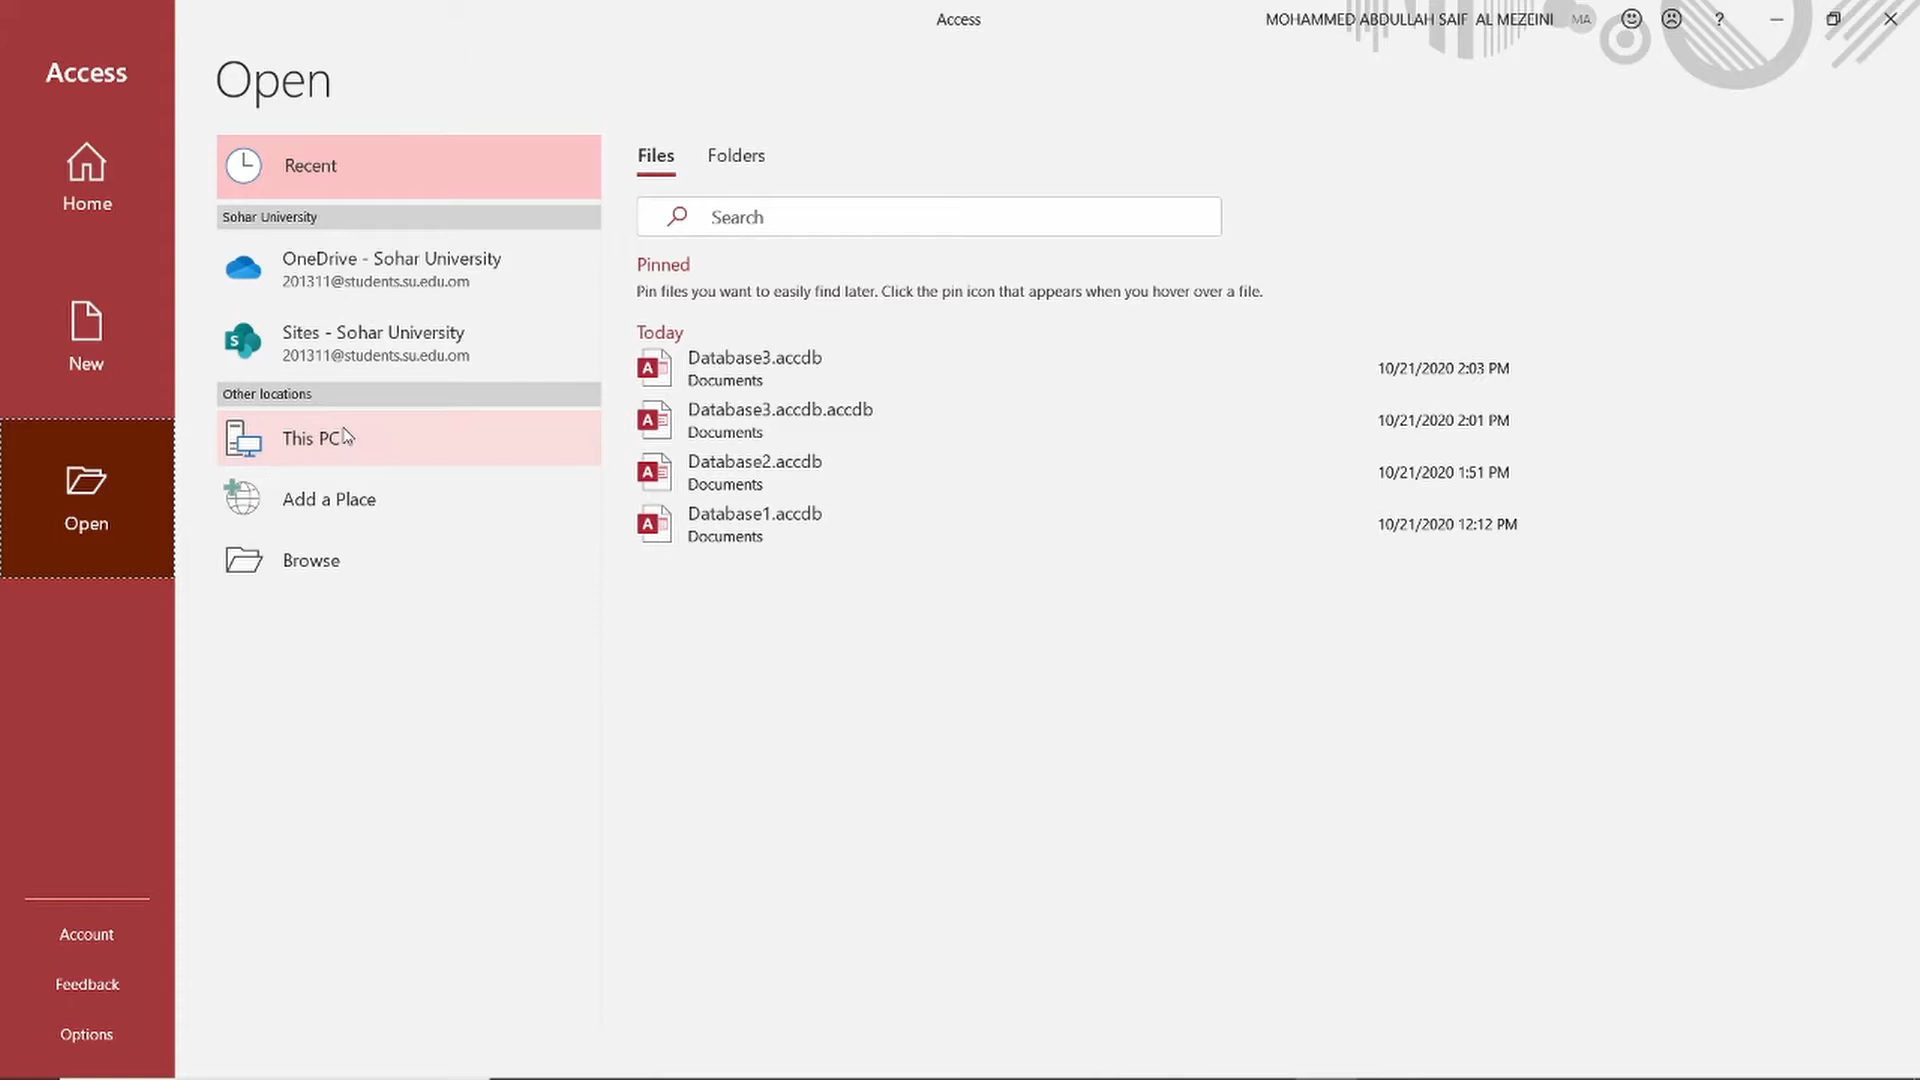 Access
MOHAMMED ABDULLAH SAIF AL MEZEINI MA ?
Access
Home
New
Open
Account
Feedback
Options
Open
Recent
Sohar University
OneDrive - Sohar University
201311@students.su.edu.om
S
Sites - Sohar University
201311@students.su.edu.om
Other locations
This PC
Add a Place
Browse
Files Folders
Search
Pinned
Pin files you want to easily find later. Click the pin icon that appears when you hover over a file.
Today
A
Database3.accdb
Documents
10/21/2020 2:03 PM
A
Database3.accdb.accdb
Documents
10/21/2020 2:01 PM
A
Database2.accdb
Documents
10/21/2020 1:51 PM
A
Database1.accdb
Documents
10/21/2020 12:12 PM